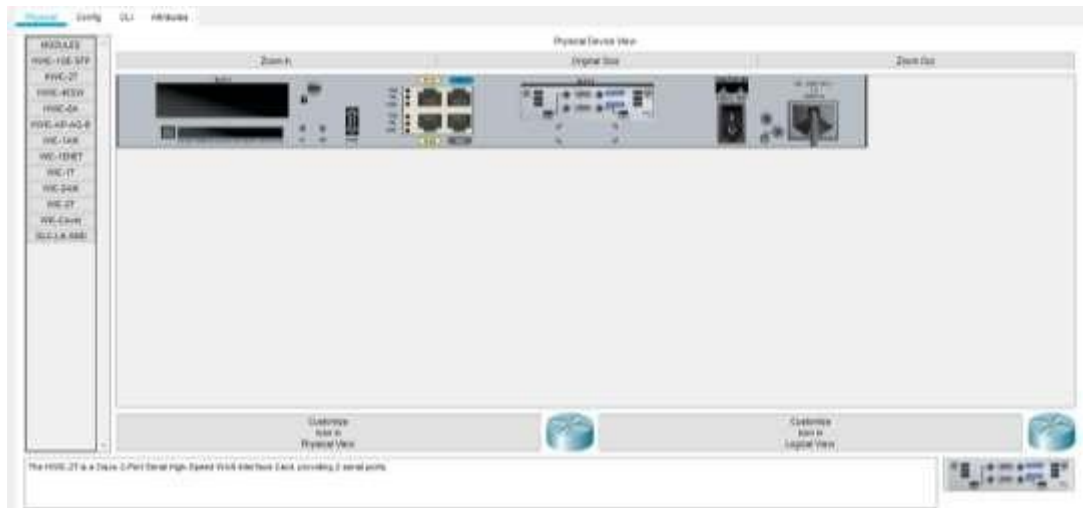 Physical Config CLI Attributes
MODULES
Physical Device View
Zoom In Original Size Zoom Out
HWIC-1GE-SFP
HWIC-2T
HWIC-4ESW
HWIC-8A
HWIC-AP-AG-B
WIC-1AM
WIC-1ENET
WIC-1T
WIC-2AM
WIC-2T
WIC-Cover
GLC-LH-SMD
Customize
Icon in
Physical View
Customize
Icon in
Logical View
The HWIC-2T is a Cisco 2-Port Serial High-Speed WAN Interface Card, providing 2 serial ports.